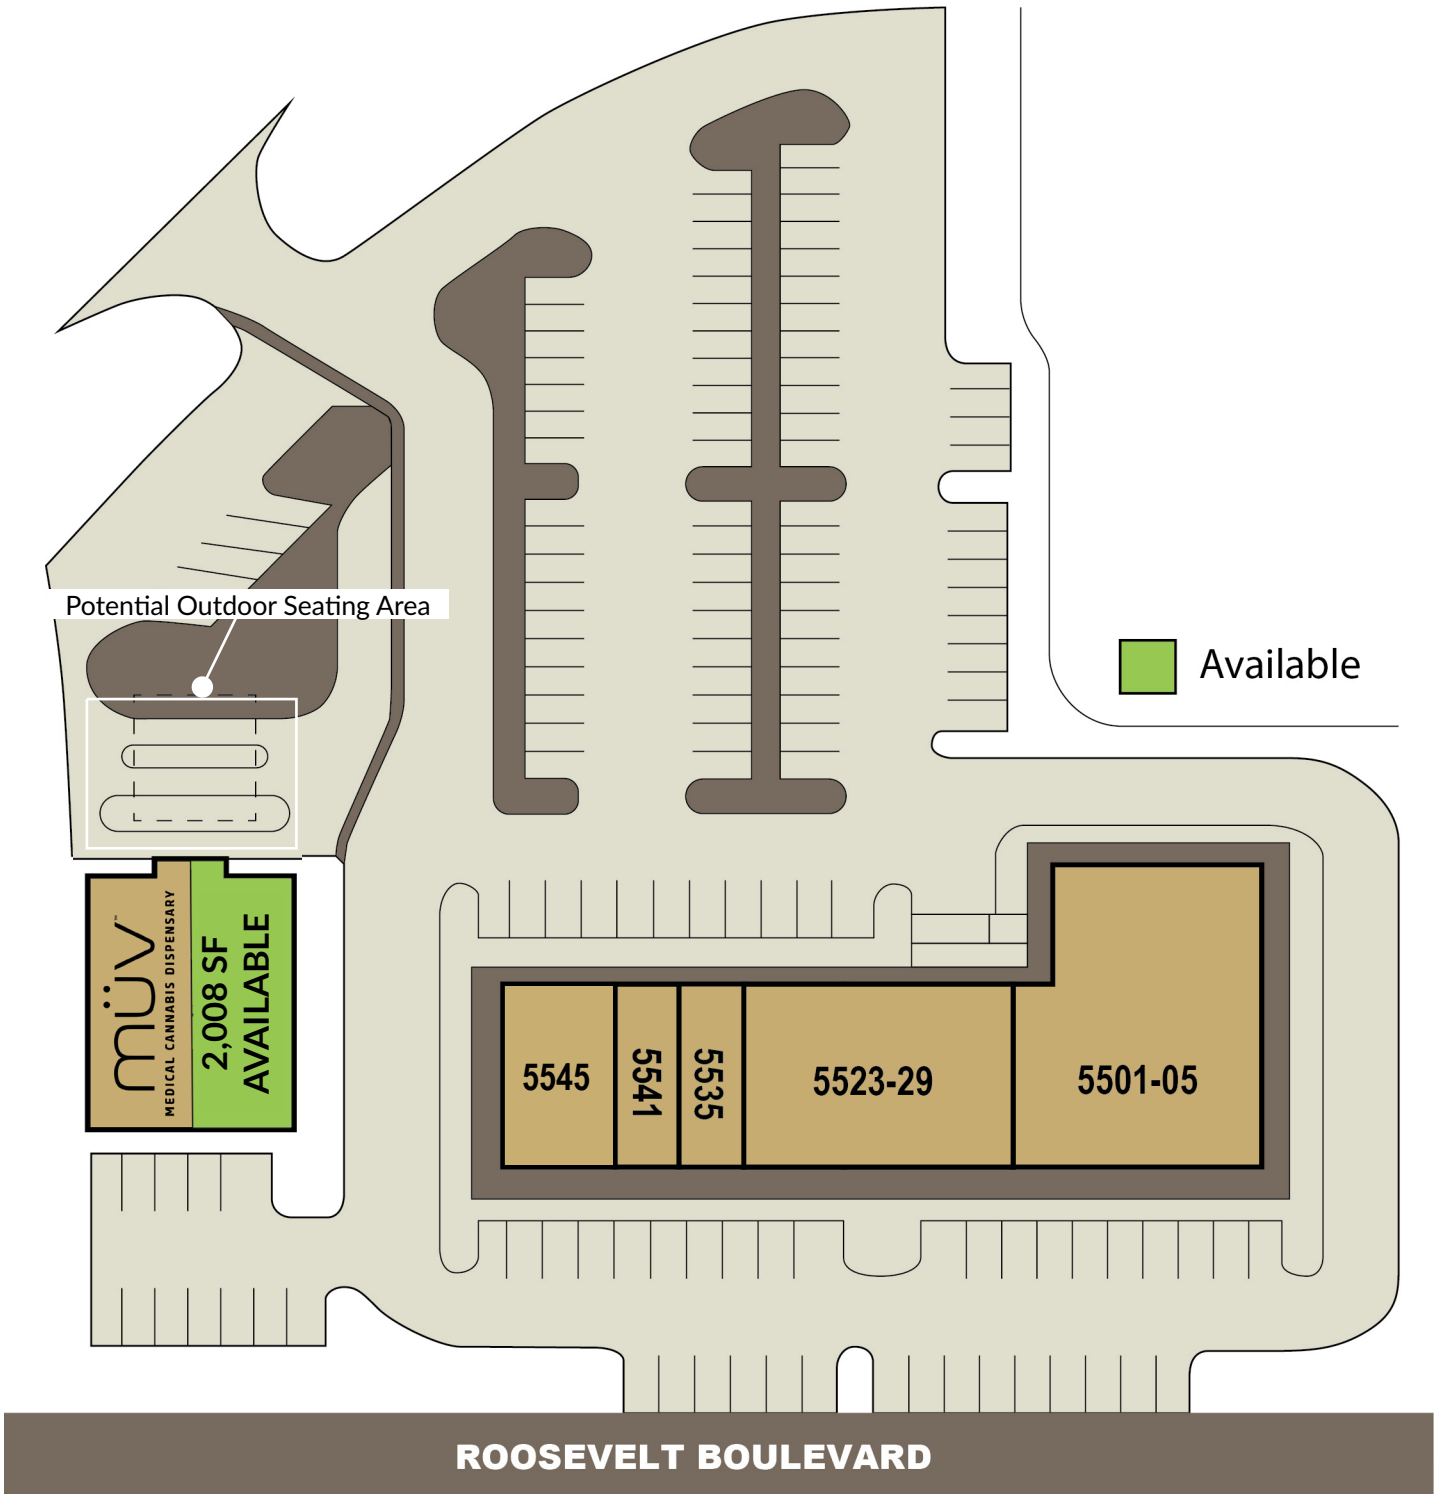 Potential Outdoor Seating Area
Available
müv™
MEDICAL CANNABIS DISPENSARY
2,008 SF
AVAILABLE
5545
5541
5535
5523-29
5501-05
ROOSEVELT BOULEVARD